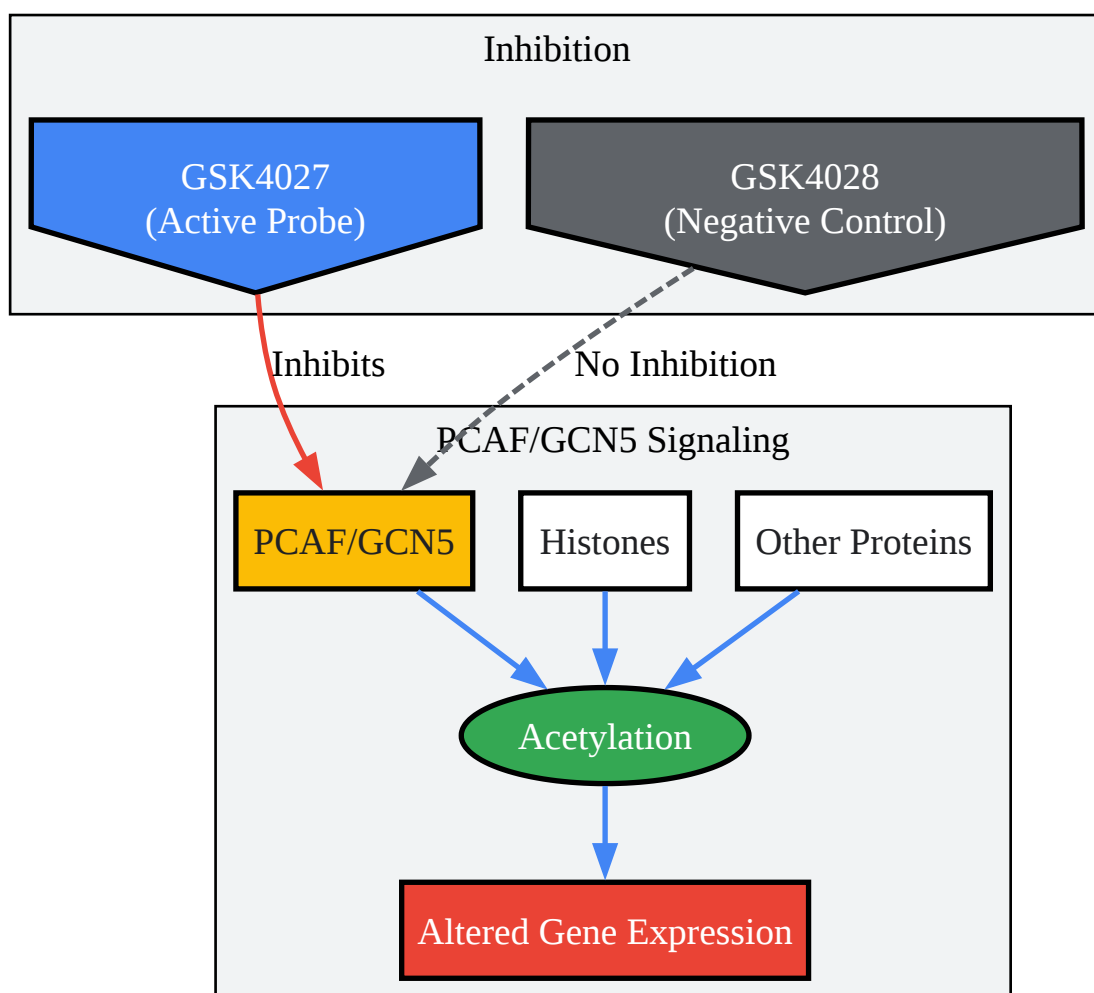 Inhibition
GSK4027
(Active Probe)
GSK4028
(Negative Control)
Inhibits
No Inhibition
PCAF/GCN5 Signaling
PCAF/GCN5
Histones
Other Proteins
Acetylation
Altered Gene Expression